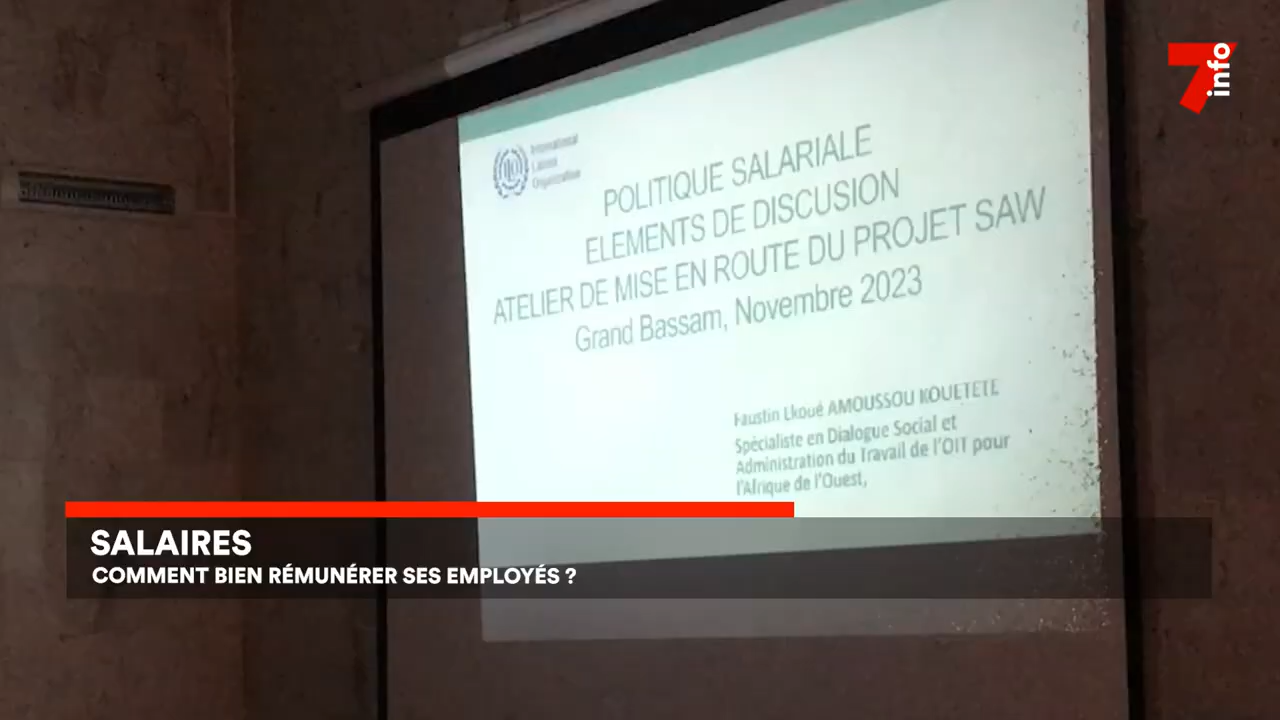 7 info
International
Labour
Organization
POLITIQUE SALARIALE
ELEMENTS DE DISCUSION
ATELIER DE MISE EN ROUTE DU PROJET SAW
Grand Bassam, Novembre 2023
Faustin Ekoué AMOUSSOU KOUETETE
Spécialiste en Dialogue Social et
Administration du Travail de l'OIT pour
l'Afrique de l'Ouest,
SALAIRES
COMMENT BIEN RÉMUNÉRER SES EMPLOYÉS ?